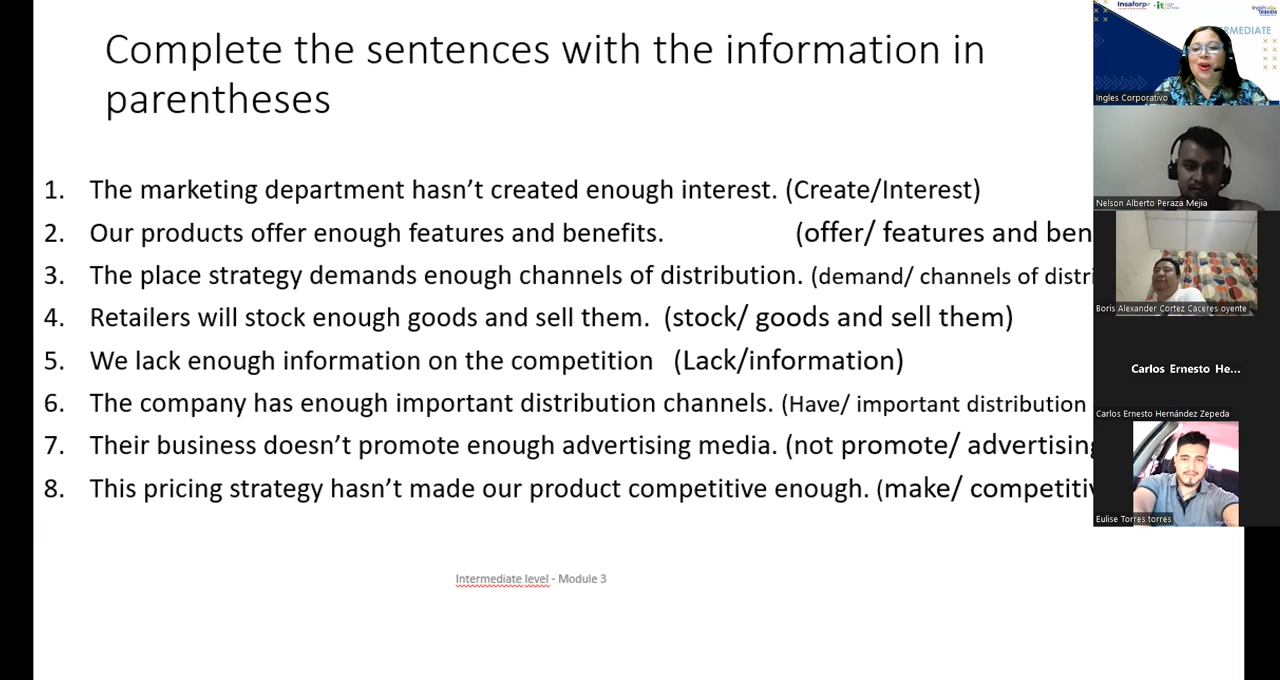 Complete the sentences with the information in
parentheses
1. The marketing department hasn't created enough interest. (Create/Interest)
2. Our products offer enough features and benefits. (offer/ features and ben
3. The place strategy demands enough channels of distribution. (demand/ channels of distri
4. Retailers will stock enough goods and sell them. (stock/ goods and sell them)
5. We lack enough information on the competition (Lack/information)
6. The company has enough important distribution channels. (Have/ important distribution
7. Their business doesn't promote enough advertising media. (not promote/ advertising
8. This pricing strategy hasn't made our product competitive enough. (make/ competitiv
Intermediate level - Module 3
Insaforp
it
RMEDIATE
Ingles Corporativo
Nelson Alberto Peraza Mejia
Boris Alexander Cortez Caceres oyente
Carlos Ernesto He...
Carlos Ernesto Hernández Zepeda
Eulise Torres torres